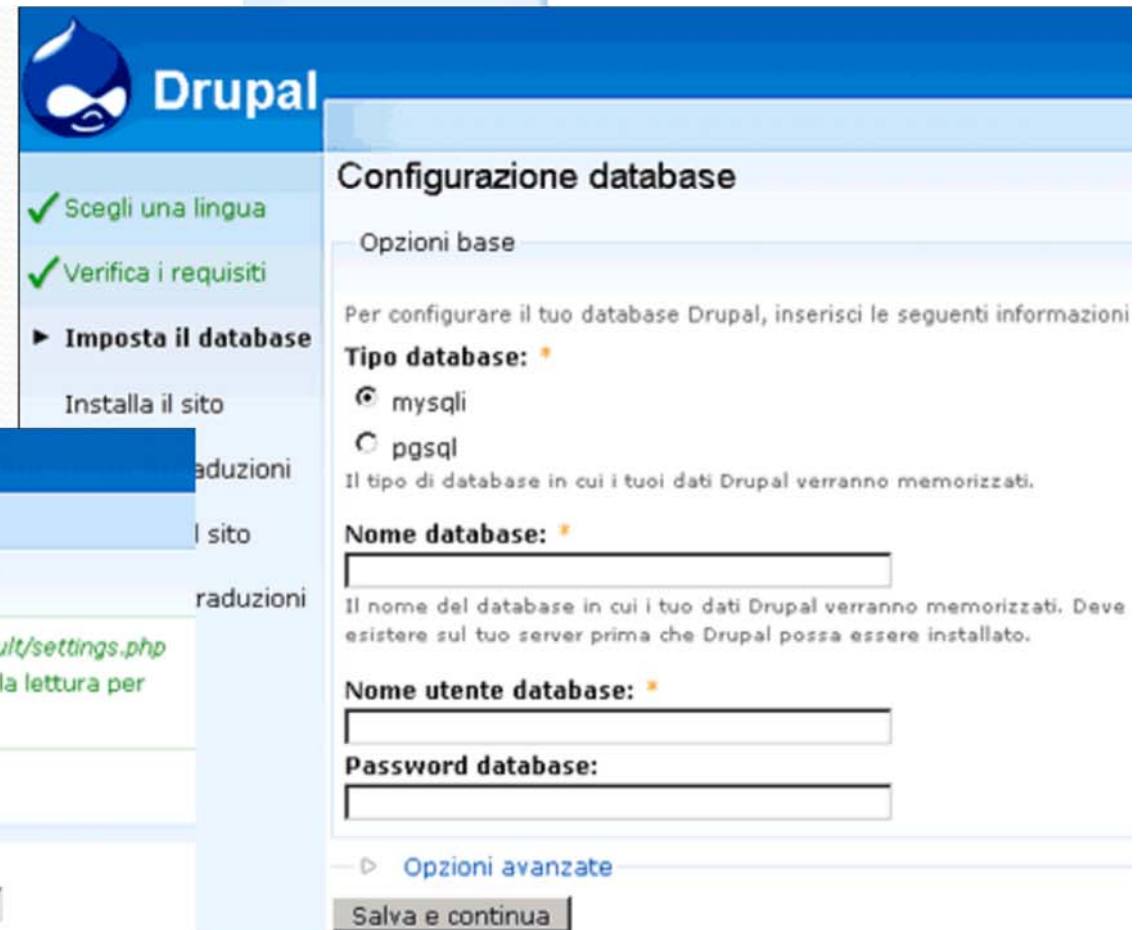 Drupal
Scegli una lingua
Verifica i requisiti
Imposta il database
Installa il sito
aduzioni
l sito
raduzioni
Configurazione database
Opzioni base
Per configurare il tuo database Drupal, inserisci le seguenti informazioni
Tipo database: *
mysqli
pgsql
Il tipo di database in cui i tuoi dati Drupal verranno memorizzati.
Nome database: *
Il nome del database in cui i tuo dati Drupal verranno memorizzati. Deve
esistere sul tuo server prima che Drupal possa essere installato.
Nome utente database: *
Password database:
Opzioni avanzate
Salva e continua
ult/settings.php
la lettura per